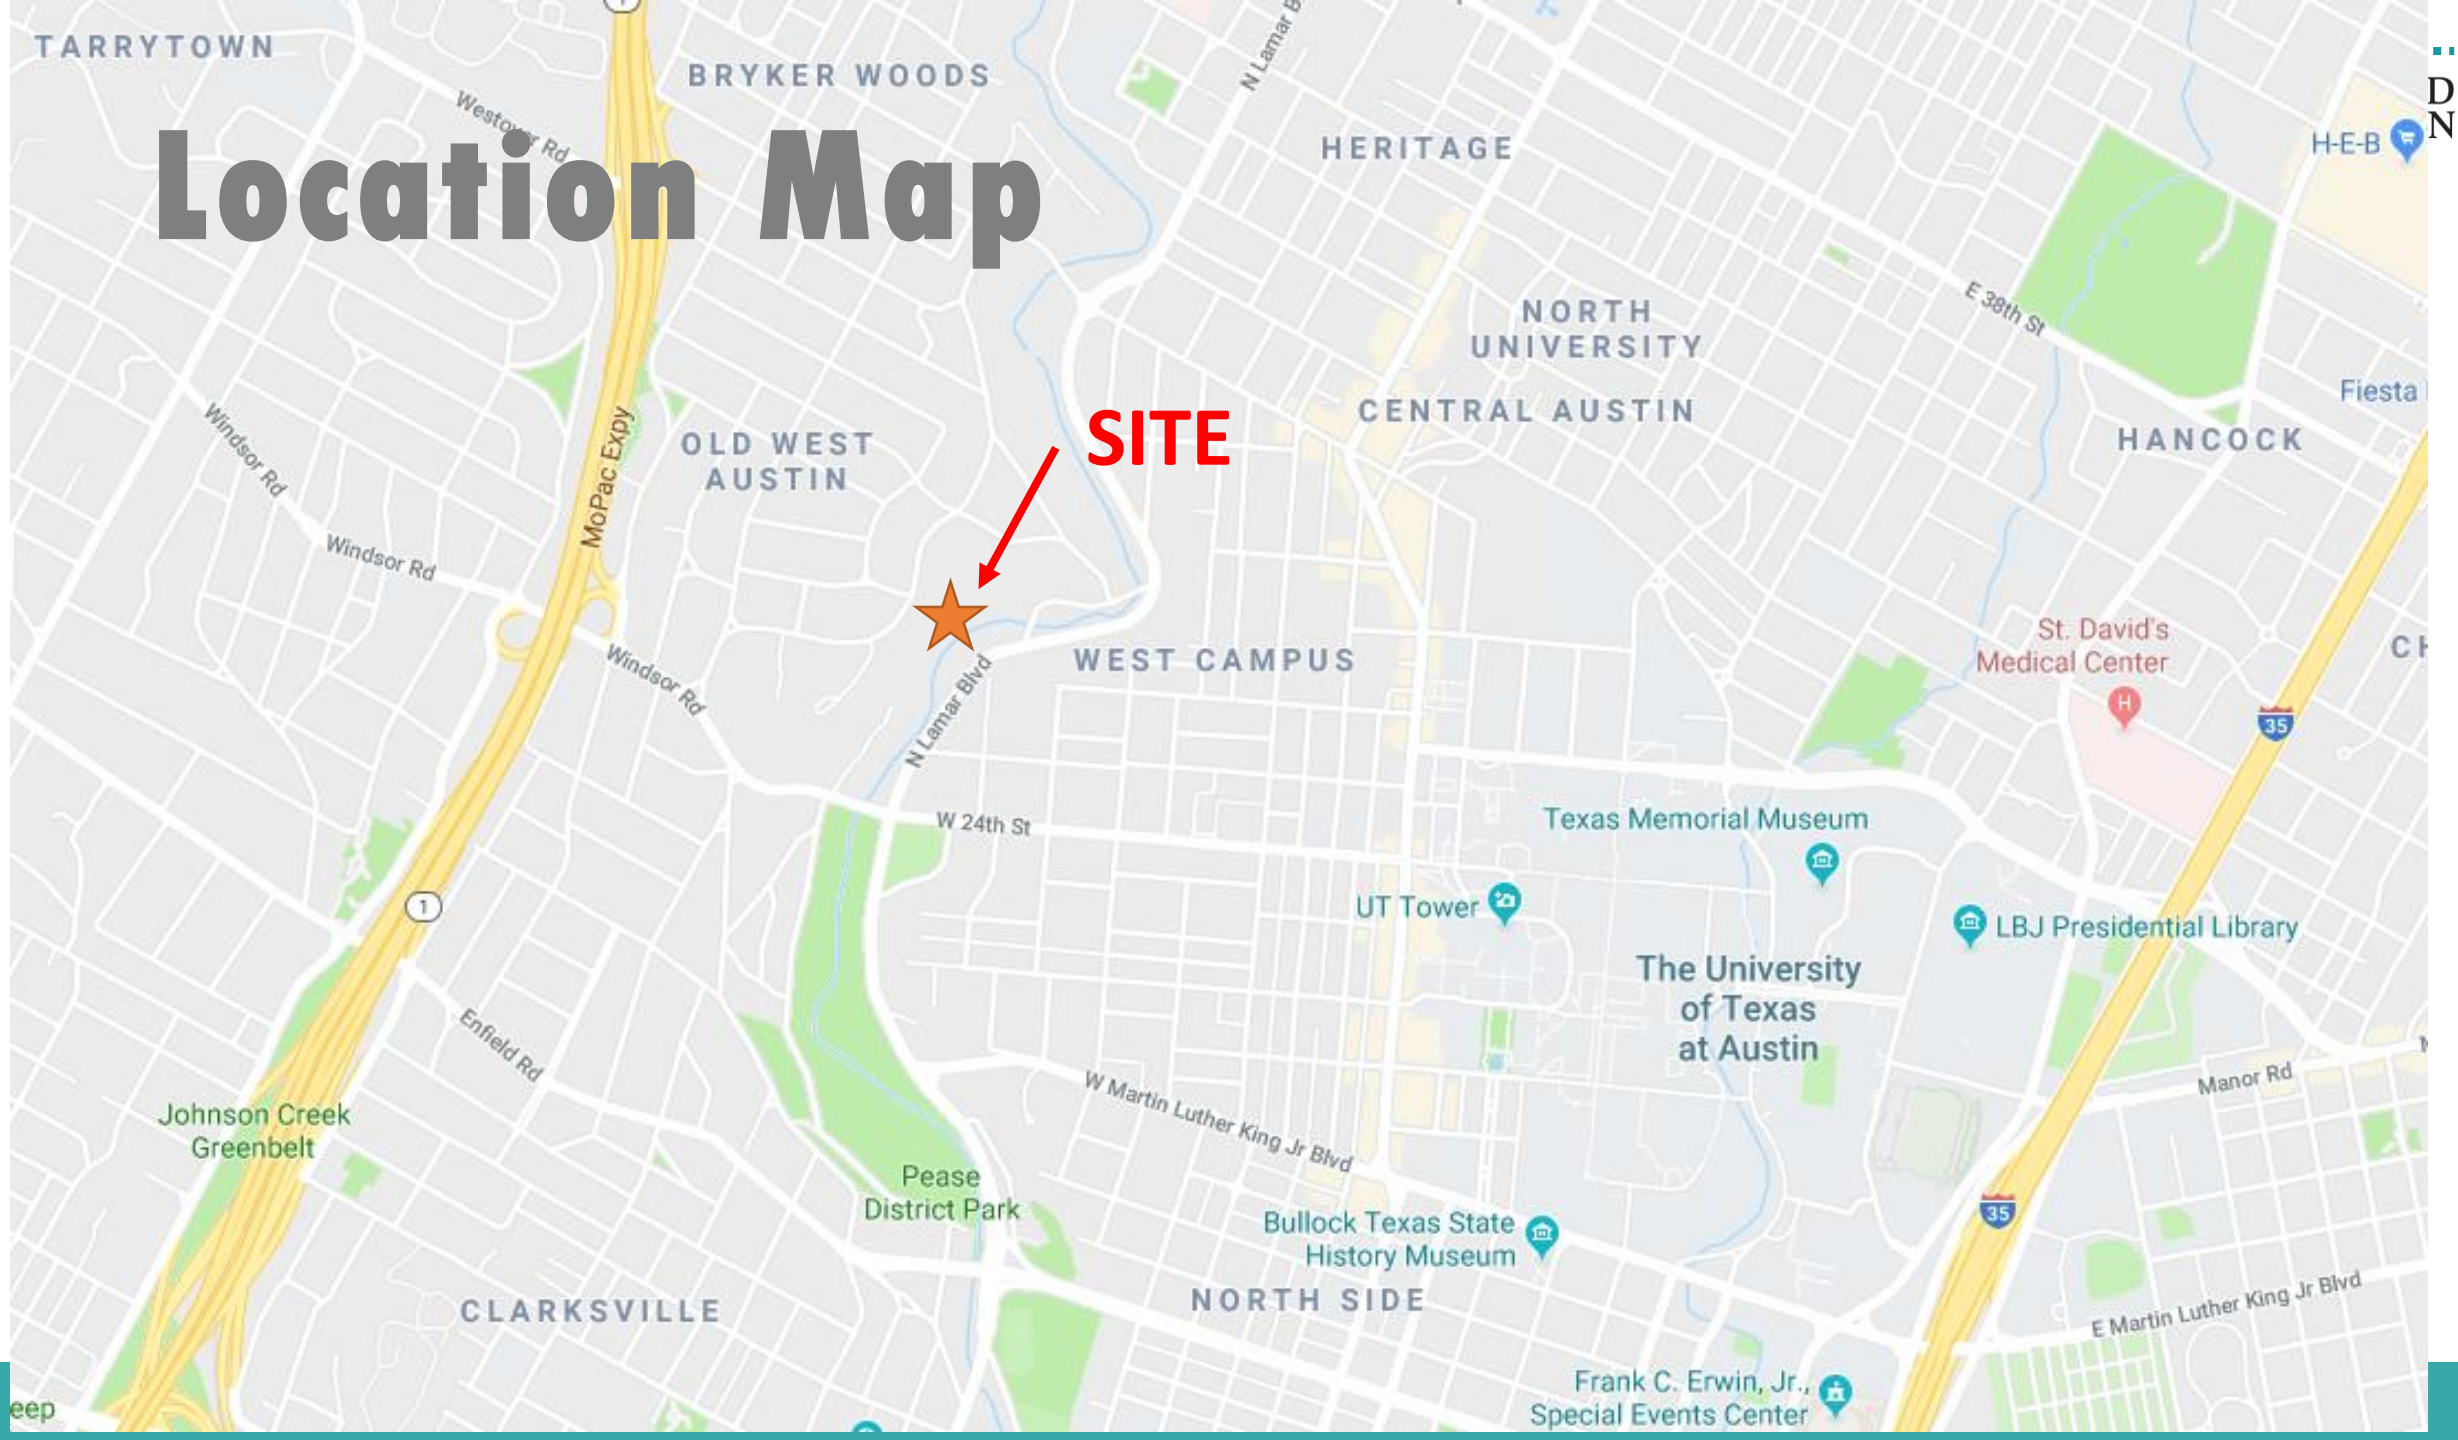 TARRYTOWN
BRYKER WOODS
N Lamar B
Westover Rd
Location Map
HERITAGE
H-E-B
D
N
E 38th St
NORTH
UNIVERSITY
CENTRAL AUSTIN
Fiesta
HANCOCK
Windsor Rd
MoPac Expy
OLD WEST
AUSTIN
SITE
Windsor Rd
Windsor Rd
WEST CAMPUS
N Lamar Blvd
St. David's
Medical Center
H
CH
35
W 24th St
Texas Memorial Museum
1
UT Tower
LBJ Presidential Library
The University
of Texas
at Austin
Enfield Rd
W Martin Luther King Jr Blvd
Manor Rd
Johnson Creek
Greenbelt
Pease
District Park
35
Bullock Texas State
History Museum
CLARKSVILLE
NORTH SIDE
E Martin Luther King Jr Blvd
Frank C. Erwin, Jr.,
Special Events Center
eep